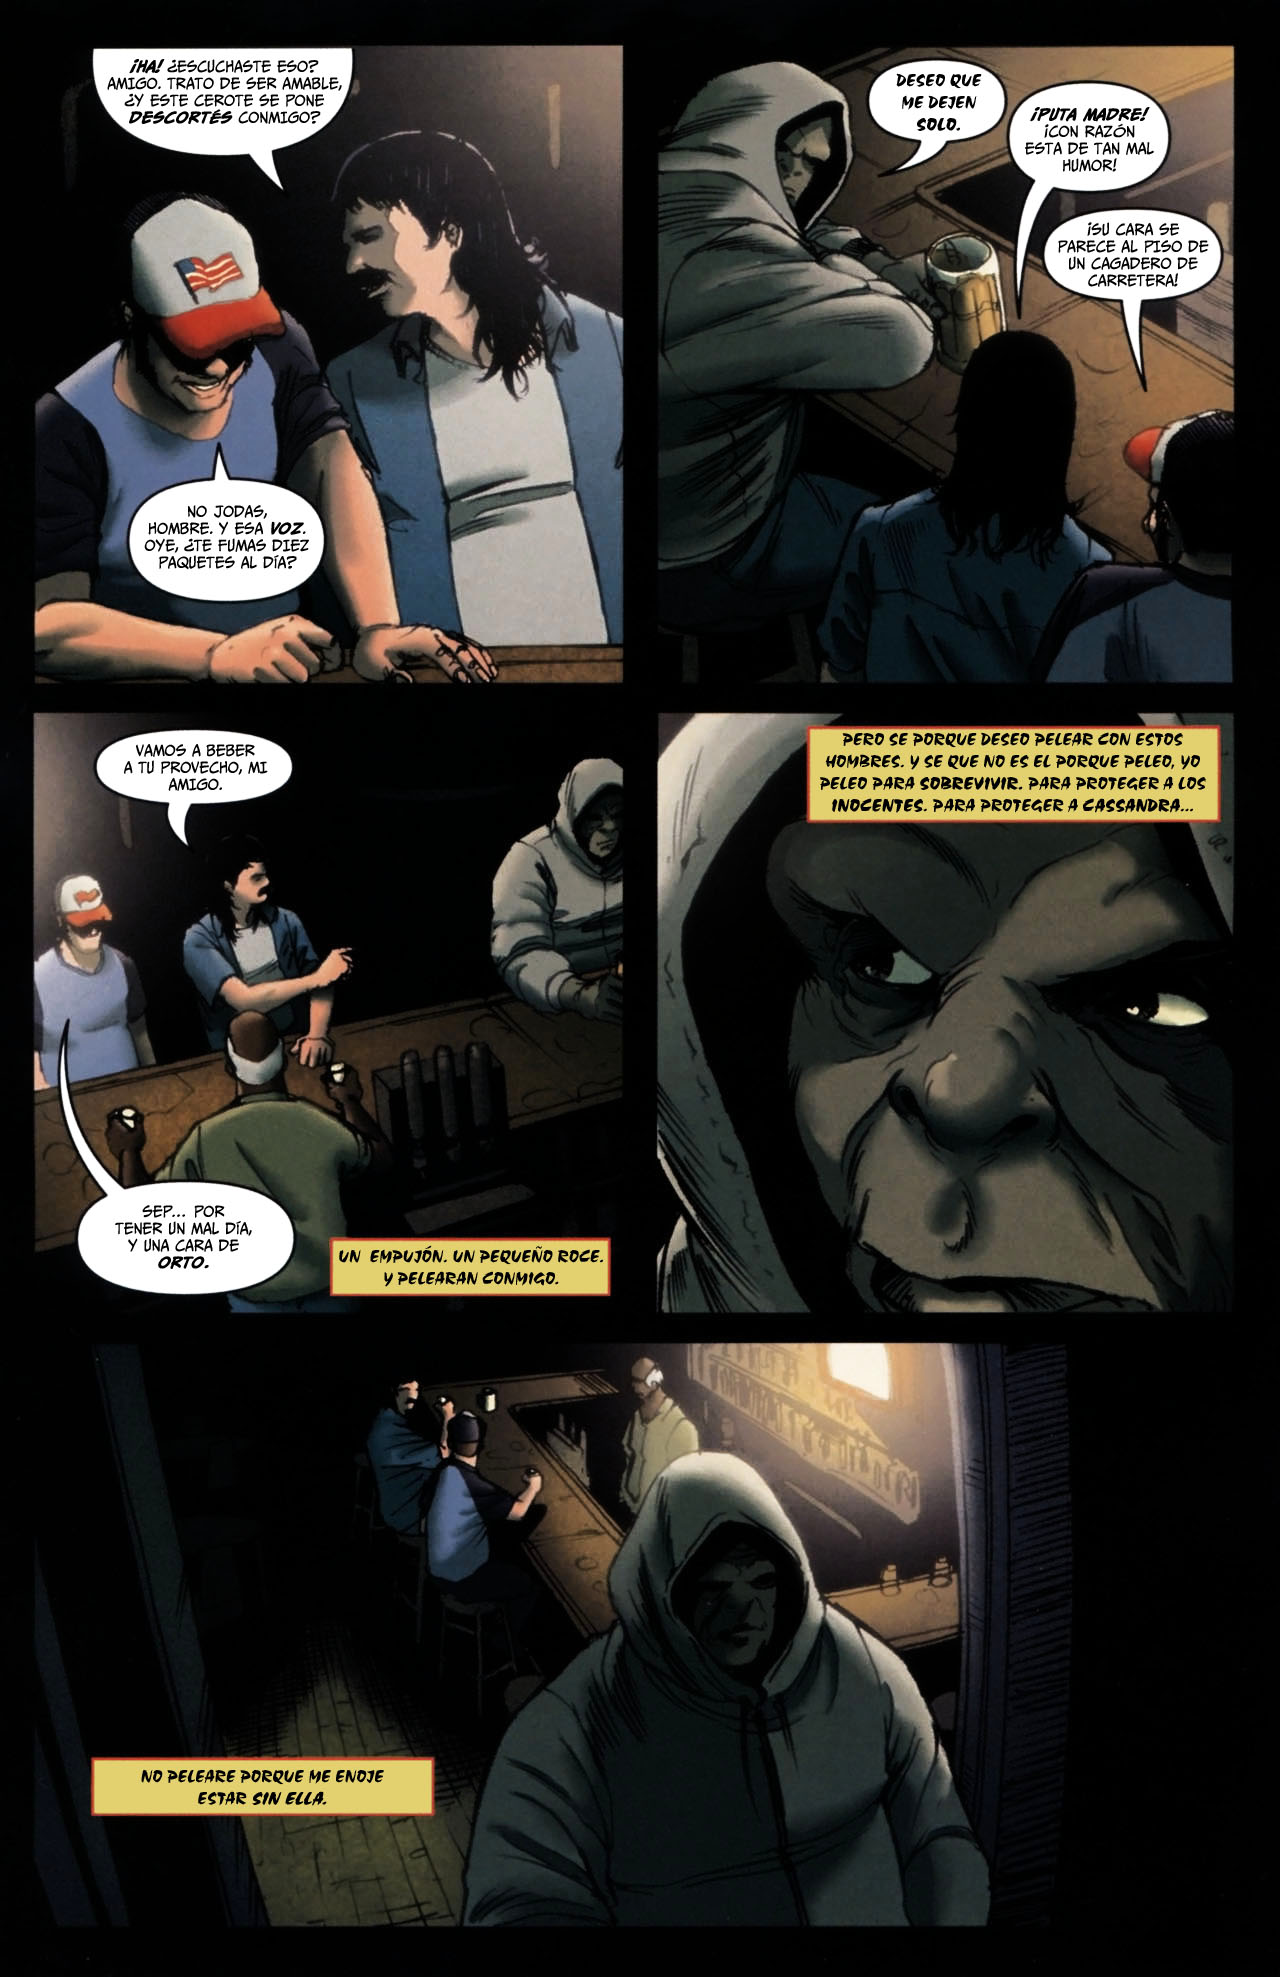 ¡HA! ¿ESCUCHASTE ESO?
AMIGO. TRATO DE SER AMABLE,
¿Y ESTE CEROTE SE PONE
DESCORTÉS CONMIGO?
NO JODAS,
HOMBRE. Y ESA VOZ.
OYE, ¿TE FUMAS DIEZ
PAQUETES AL DÍA?
DESEO QUE
ME DEJEN
SOLO.
¡PUTA MADRE!
¡CON RAZÓN
ESTA DE TAN MAL
HUMOR!
¡SU CARA SE
PARECE AL PISO DE
UN CAGADERO DE
CARRETERA!
VAMOS A BEBER
A TU PROVECHO, MI
AMIGO.
SEP... POR
TENER UN MAL DÍA,
Y UNA CARA DE
ORTO.
UN EMPUJÓN. UN PEQUEÑO ROCE.
Y PELEARAN CONMIGO.
PERO SE PORQUE DESEO PELEAR CON ESTOS
HOMBRES. Y SE QUE NO ES EL PORQUE PELEO, YO
PELEO PARA SOBREVIVIR. PARA PROTEGER A LOS
INOCENTES. PARA PROTEGER A CASSANDRA...
NO PELEARE PORQUE ME ENOJE
ESTAR SIN ELLA.